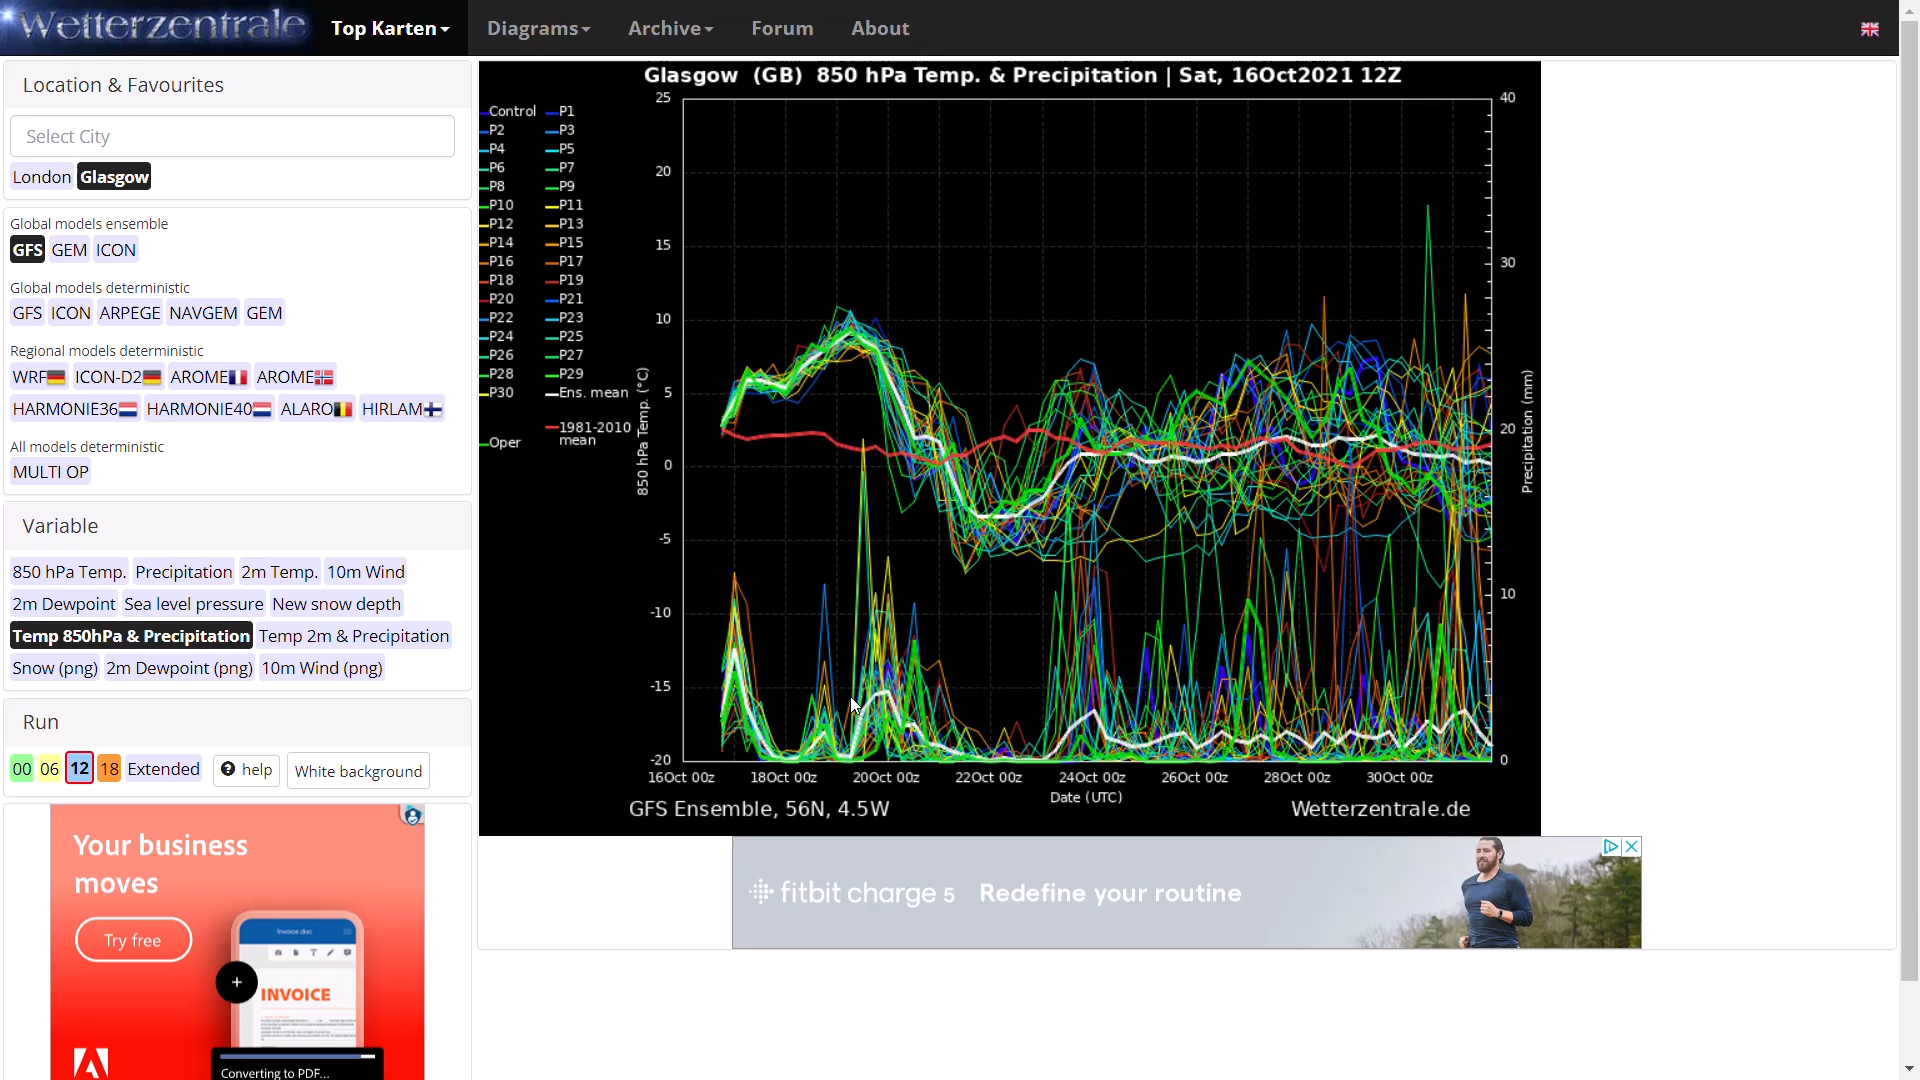 Wetterzentrale
Top Karten
Diagrams
Archive
Forum
About
Location & Favourites
Select City
London Glasgow
Global models ensemble
GFS GEM ICON
Global models deterministic
GFS ICON ARPEGE NAVGEM GEM
Regional models deterministic
WRF ICON-D2 AROME AROME
HARMONIE36 HARMONIE40 ALARO HIRLAM
All models deterministic
MULTI OP
Variable
850 hPa Temp. Precipitation 2m Temp. 10m Wind
2m Dewpoint Sea level pressure New snow depth
Temp 850hPa & Precipitation Temp 2m & Precipitation
Snow (png) 2m Dewpoint (png) 10m Wind (png)
Run
00 06 12 18 Extended help White background
Your business
moves
Try free
Invoice.doc
INVOICE
Converting to PDF...
Glasgow (GB) 850 hPa Temp. & Precipitation | Sat, 16Oct2021 12Z
Control P1
P2 P3
P4 P5
P6 P7
P8 P9
P10 P11
P12 P13
P14 P15
P16 P17
P18 P19
P20 P21
P22 P23
P24 P25
P26 P27
P28 P29
P30 Ens. mean
1981-2010
mean
Oper
850 hPa Temp. (°C)
25
20
15
10
5
0
-5
-10
-15
-20
40
30
20
10
0
Precipitation (mm)
16Oct 00z 18Oct 00z 20Oct 00z 22Oct 00z 24Oct 00z 26Oct 00z 28Oct 00z 30Oct 00z
Date (UTC)
GFS Ensemble, 56N, 4.5W
Wetterzentrale.de
fitbit charge 5 Redefine your routine